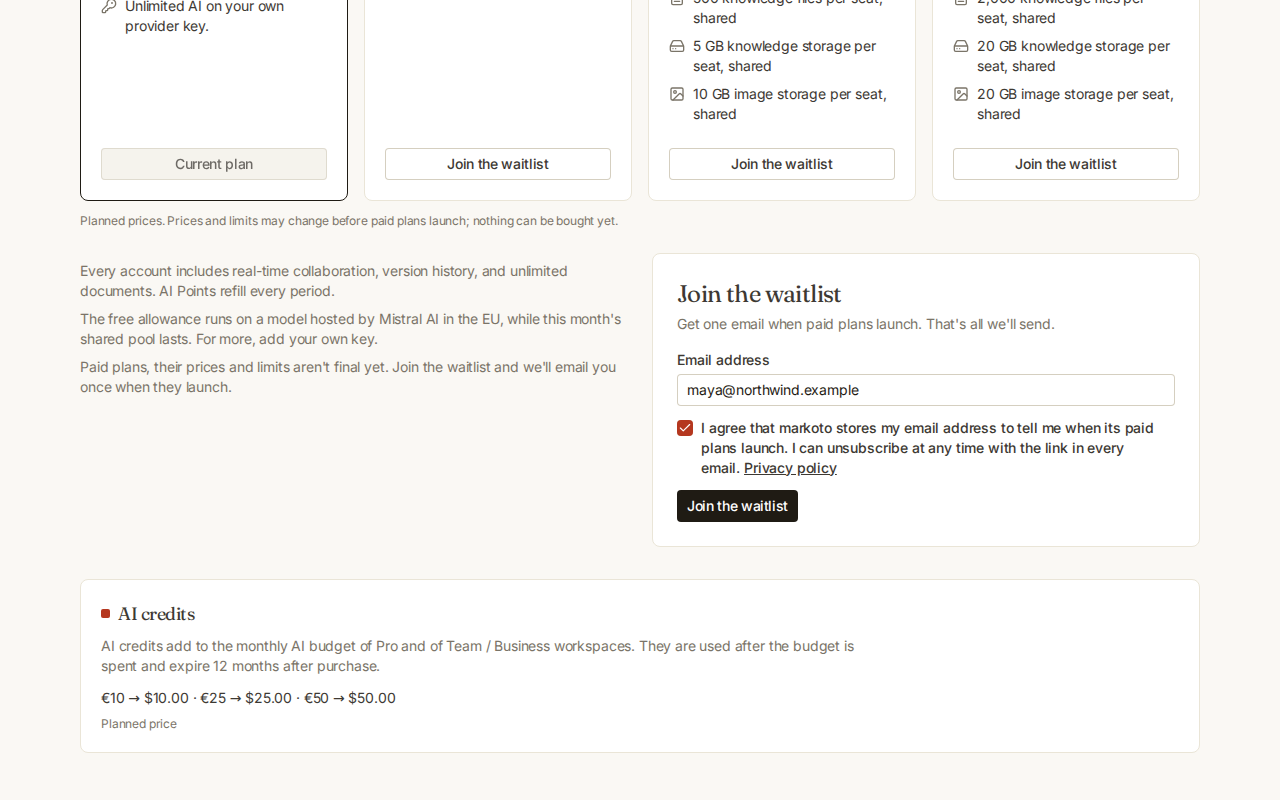 Unlimited AI on your own
provider key.
500 knowledge files per seat,
shared
5 GB knowledge storage per
seat, shared
10 GB image storage per seat,
shared
2,000 knowledge files per
seat, shared
20 GB knowledge storage per
seat, shared
20 GB image storage per seat,
shared
Current plan
Join the waitlist
Join the waitlist
Join the waitlist
Planned prices. Prices and limits may change before paid plans launch; nothing can be bought yet.
Every account includes real-time collaboration, version history, and unlimited
documents. AI Points refill every period.
The free allowance runs on a model hosted by Mistral AI in the EU, while this month's
shared pool lasts. For more, add your own key.
Paid plans, their prices and limits aren't final yet. Join the waitlist and we'll email you
once when they launch.
Join the waitlist
Get one email when paid plans launch. That's all we'll send.
Email address
maya@northwind.example
I agree that markoto stores my email address to tell me when its paid
plans launch. I can unsubscribe at any time with the link in every
email. Privacy policy
Join the waitlist
AI credits
AI credits add to the monthly AI budget of Pro and of Team / Business workspaces. They are used after the budget is
spent and expire 12 months after purchase.
€10 → $10.00 · €25 → $25.00 · €50 → $50.00
Planned price